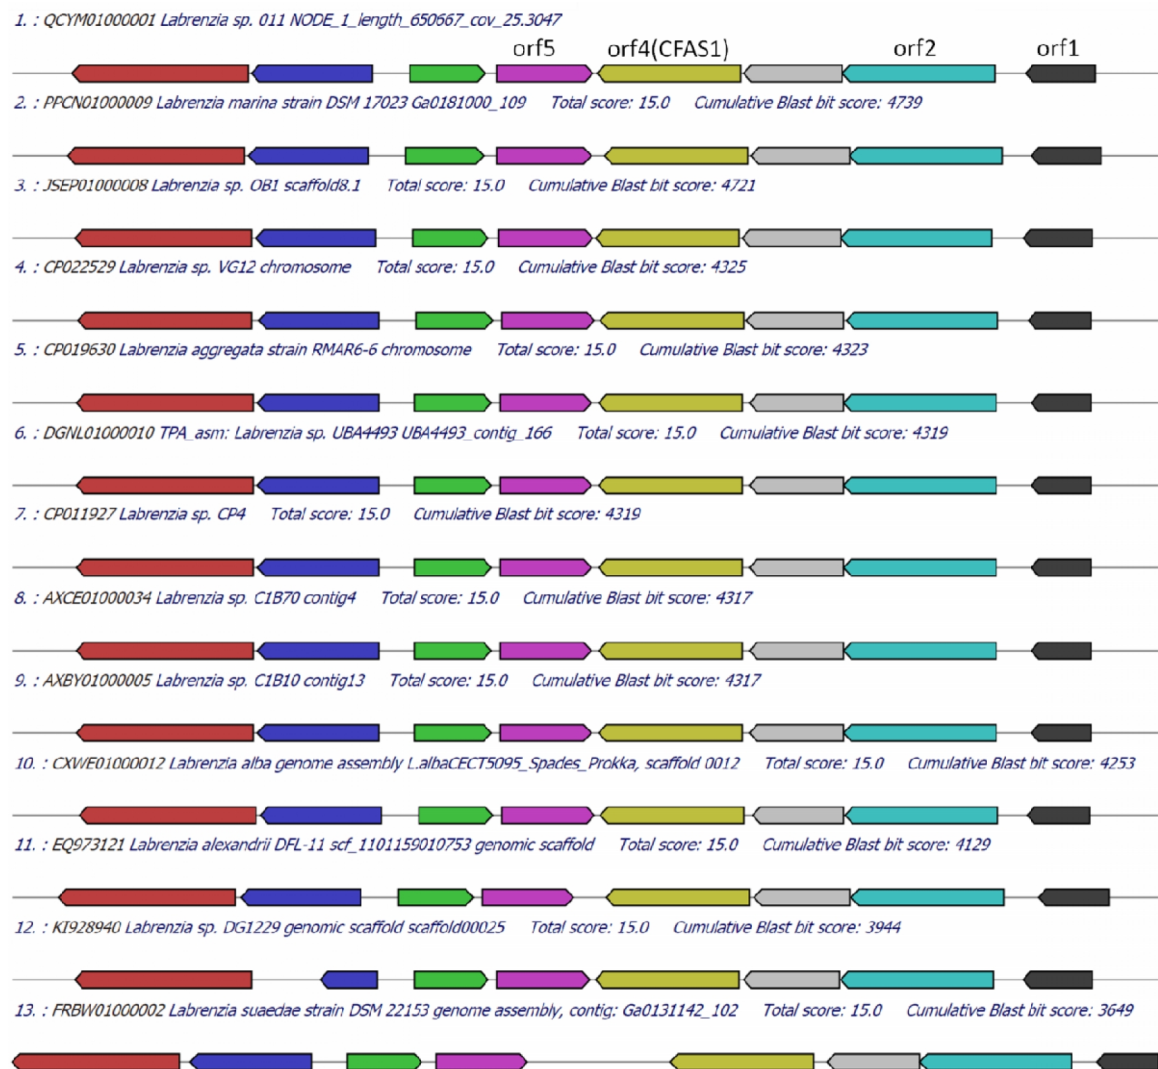 1. : QCYM01000001 Labrenzia sp. 011 NODE_1_length_650667_cov_25.3047
orf5 orf4(CFAS1) orf2 orf1
2. : PPCN01000009 Labrenzia marina strain DSM 17023 Ga0181000_109 Total score: 15.0 Cumulative Blast bit score: 4739
3. : JSEP01000008 Labrenzia sp. OB1 scaffold8.1 Total score: 15.0 Cumulative Blast bit score: 4721
4. : CP022529 Labrenzia sp. VG12 chromosome Total score: 15.0 Cumulative Blast bit score: 4325
5. : CP019630 Labrenzia aggregata strain RMAR6-6 chromosome Total score: 15.0 Cumulative Blast bit score: 4323
6. : DGNL01000010 TPA_asm: Labrenzia sp. UBA4493 UBA4493_contig_166 Total score: 15.0 Cumulative Blast bit score: 4319
7. : CP011927 Labrenzia sp. CP4 Total score: 15.0 Cumulative Blast bit score: 4319
8. : AXCE01000034 Labrenzia sp. C1B70 contig4 Total score: 15.0 Cumulative Blast bit score: 4317
9. : AXBY01000005 Labrenzia sp. C1B10 contig13 Total score: 15.0 Cumulative Blast bit score: 4317
10. : CXWE01000012 Labrenzia alba genome assembly L.albaCECT5095_Spades_Prokka, scaffold 0012 Total score: 15.0 Cumulative Blast bit score: 4253
11. : EQ973121 Labrenzia alexandrii DFL-11 scf_1101159010753 genomic scaffold Total score: 15.0 Cumulative Blast bit score: 4129
12. : KI928940 Labrenzia sp. DG1229 genomic scaffold scaffold00025 Total score: 15.0 Cumulative Blast bit score: 3944
13. : FRBW01000002 Labrenzia suaedae strain DSM 22153 genome assembly, contig: Ga0131142_102 Total score: 15.0 Cumulative Blast bit score: 3649